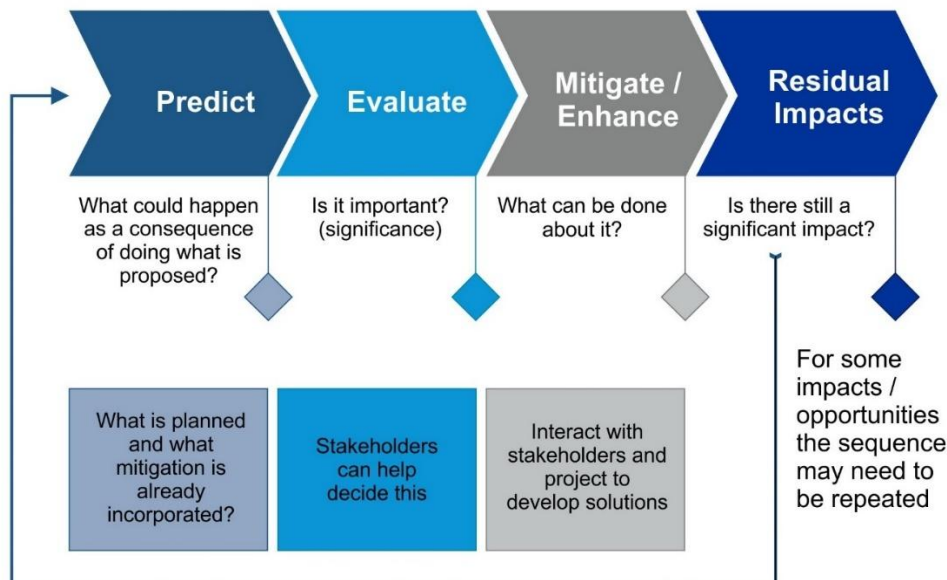 Predict
Evaluate
Mitigate /
Enhance
Residual
Impacts
What could happen
as a consequence
of doing what is
proposed?
Is it important?
(significance)
What can be done
about it?
Is there still a
significant impact?
What is planned
and what
mitigation is
already
incorporated?
Stakeholders
can help
decide this
Interact with
stakeholders and
project to
develop solutions
For some
impacts /
opportunities
the sequence
may need to
be repeated